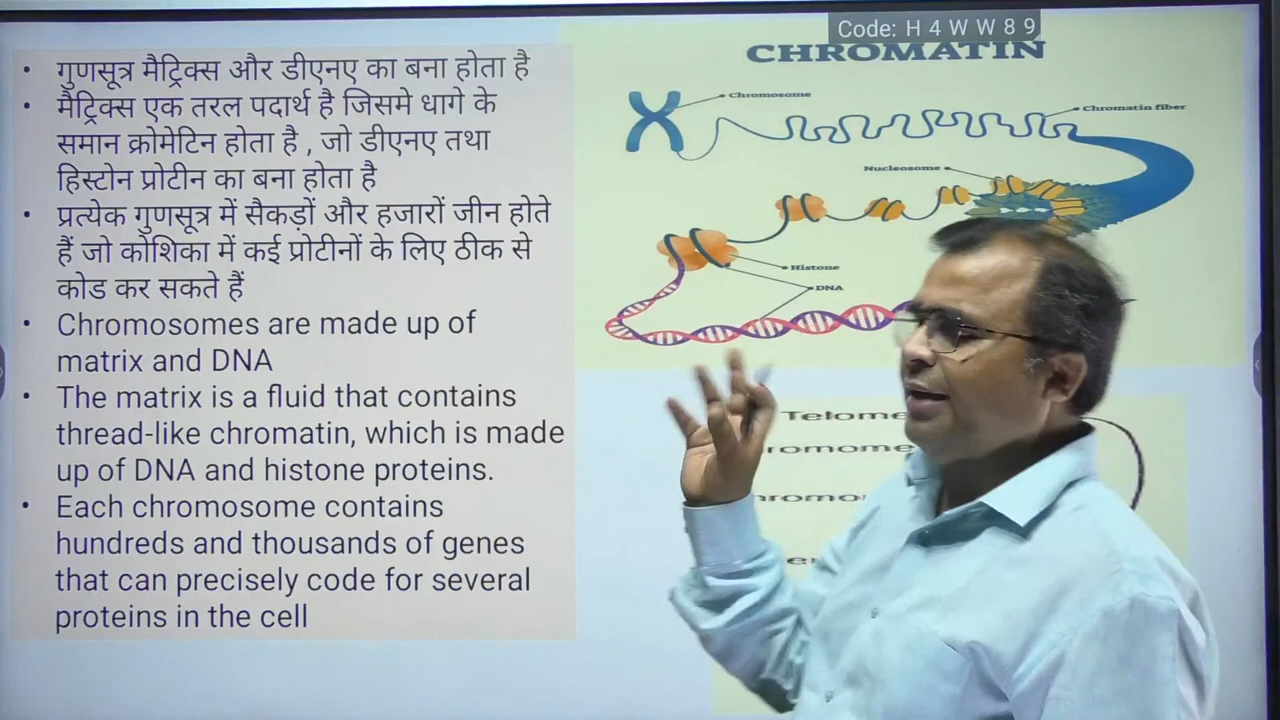 Code: H 4 W W 8 9
CHROMATIN
• गुणसूत्र मैट्रिक्स और डीएनए का बना होता है
• मैट्रिक्स एक तरल पदार्थ है जिसमे धागे के
समान क्रोमेटिन होता है , जो डीएनए तथा
हिस्टोन प्रोटीन का बना होता है
• प्रत्येक गुणसूत्र में सैकड़ों और हजारों जीन होते
हैं जो कोशिका में कई प्रोटीनों के लिए ठीक से
कोड कर सकते हैं
• Chromosomes are made up of
matrix and DNA
• The matrix is a fluid that contains
thread-like chromatin, which is made
up of DNA and histone proteins.
• Each chromosome contains
hundreds and thousands of genes
that can precisely code for several
proteins in the cell
Chromosome
Chromatin fiber
Nucleosome
Histone
DNA